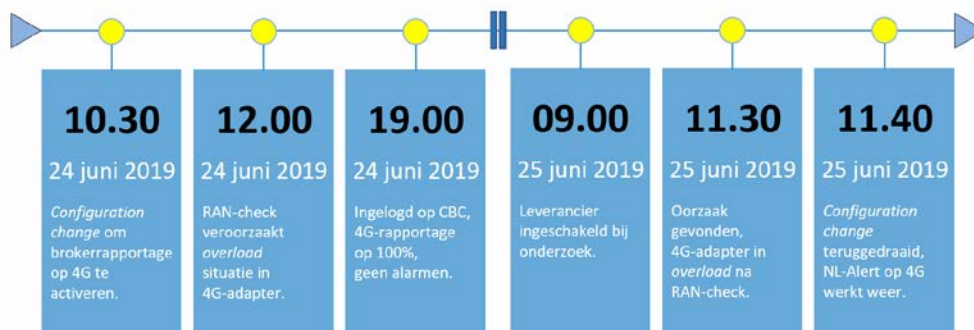 10.30
24 juni 2019
Configuration
change om
brokerrapportage
op 4G te
activeren.
12.00
24 juni 2019
RAN-check
veroorzaakt
overload
situatie in
4G-adapter.
19.00
24 juni 2019
Ingelogd op CBC,
4G-rapportage
op 100%,
geen alarmen.
09.00
25 juni 2019
Leverancier
ingeschakeld bij
onderzoek.
11.30
25 juni 2019
Oorzaak
gevonden,
4G-adapter in
overload na
RAN-check.
11.40
25 juni 2019
Configuration
change
teruggedraaid,
NL-Alert op 4G
werkt weer.